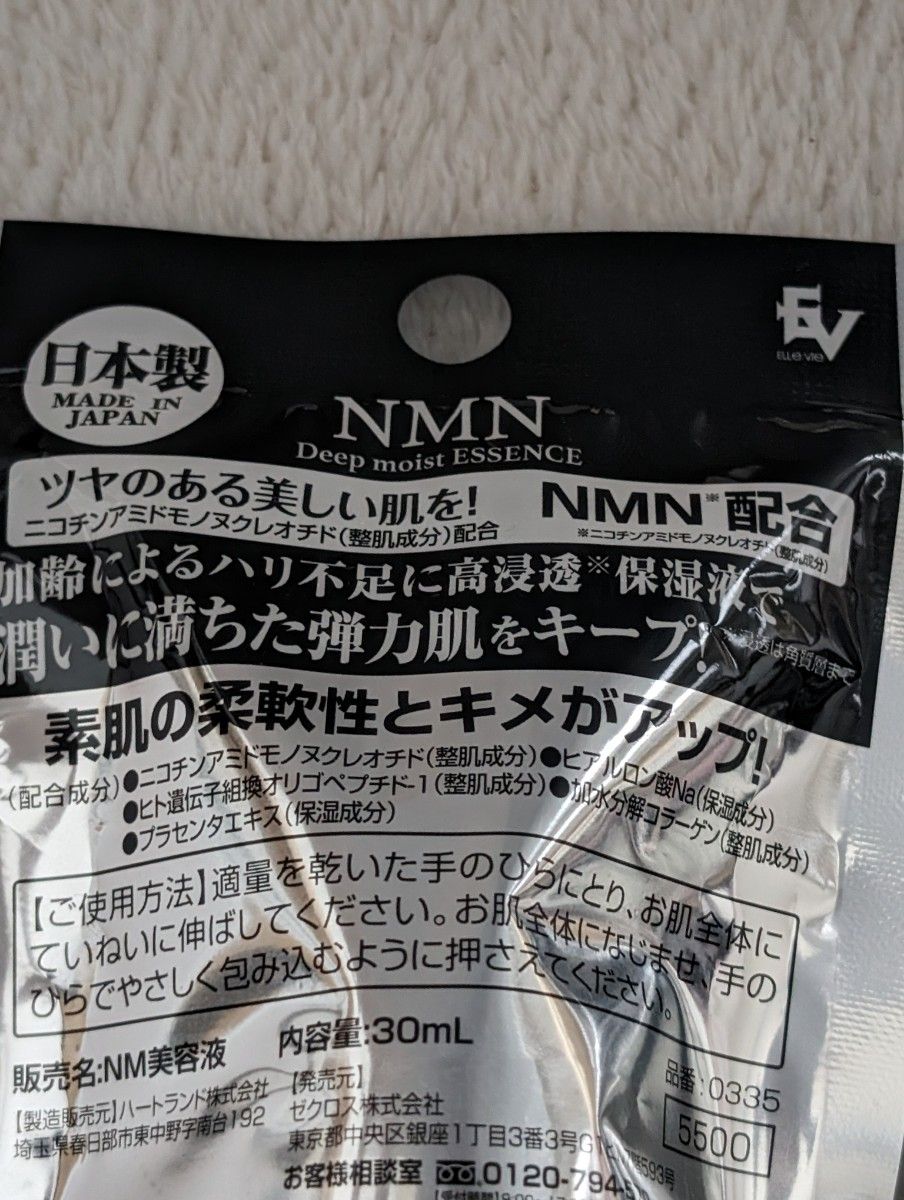 日本製
MADE IN
JAPAN
EV
ELLe:vie
NMN
Deep moist ESSENCE
ツヤのある美しい肌を!
ニコチンアミドモノヌクレオチド(整肌成分)配合
NMN※配合
※ニコチンアミドモノヌクレオチド(整肌成分)
加齢によるハリ不足に高浸透※保湿液で
潤いに満ちた弾力肌をキープ!
浸透は角質層まで
素肌の柔軟性とキメがアップ!
(配合成分)●ニコチンアミドモノヌクレオチド(整肌成分)●ヒアルロン酸Na(保湿成分)
●ヒト遺伝子組換オリゴペプチド-1(整肌成分)●加水分解コラーゲン(整肌成分)
●プラセンタエキス(保湿成分)
【ご使用方法】適量を乾いた手のひらにとり、お肌全体に
ていねいに伸ばしてください。お肌全体になじませ、手の
ひらでやさしく包み込むように押さえてください。
販売名:NM美容液
内容量:30mL
【製造販売元】ハートランド株式会社
埼玉県春日部市東中野字南台192
【発売元】
ゼクロス株式会社
東京都中央区銀座1丁目3番3号G1
593号
お客様相談室
0120-794
品番:0335
5500